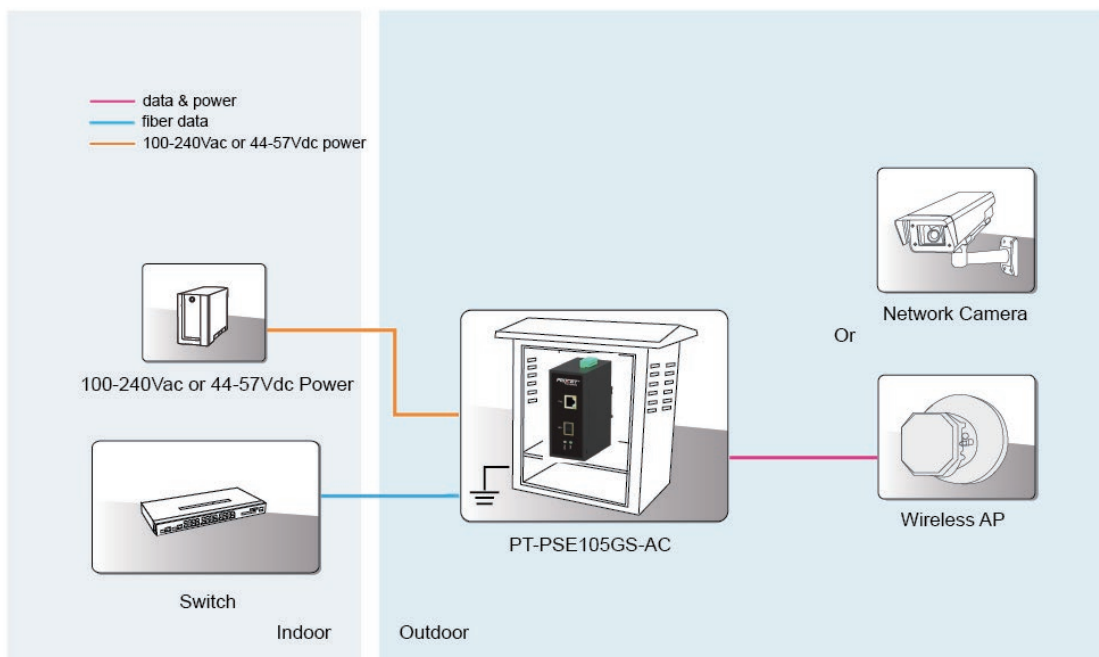 data & power
fiber data
100-240Vac or 44-57Vdc power
Network Camera
Or
100-240Vac or 44-57Vdc Power
Wireless AP
PT-PSE105GS-AC
Switch
Indoor
Outdoor